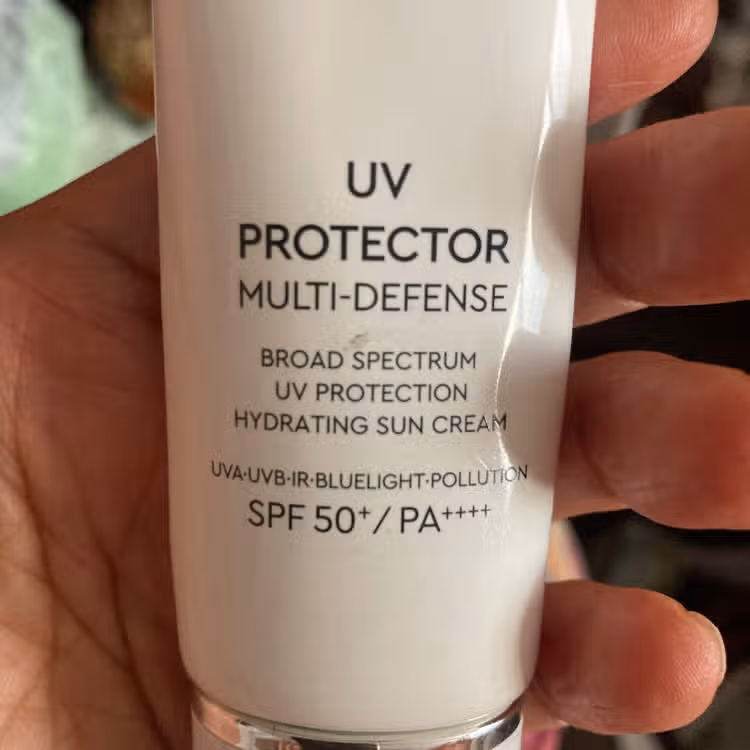 UV
PROTECTOR
MULTI-DEFENSE
BROAD SPECTRUM
UV PROTECTION
HYDRATING SUN CREAM
UVA·UVB·IR·BLUELIGHT·POLLUTION
SPF 50⁺/ PA⁺⁺⁺⁺